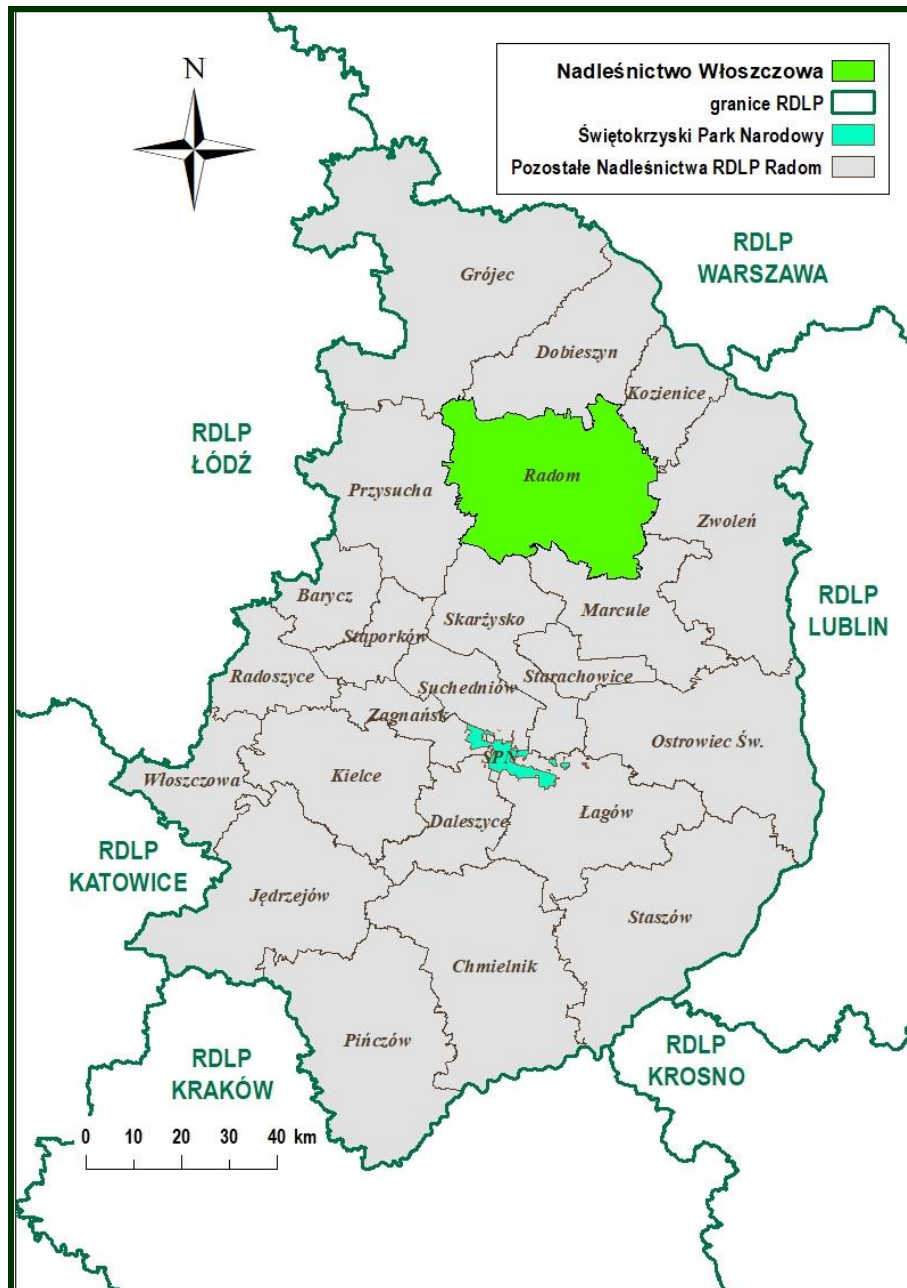 N
Nadleśnictwo Włoszczowa
granice RDLP
Świętokrzyski Park Narodowy
Pozostałe Nadleśnictwa RDLP Radom
RDLP
WARSZAWA
Grójec
Dobieszyn
Kozienice
RDLP
ŁÓDŹ
Przysucha
Radom
Zwoleń
Barycz
Stąporków
Skarżysko
Marcule
RDLP
LUBLIN
Radoszyce
Suchedniów
Starachowice
Zagnańsk
Ostrowiec Św.
Włoszczowa
Kielce
ŚPN
Daleszyce
Łagów
RDLP
KATOWICE
Jędrzejów
Staszów
Chmielnik
Pińczów
RDLP
KRAKÓW
RDLP
KROSNO
0 10 20 30 40 km